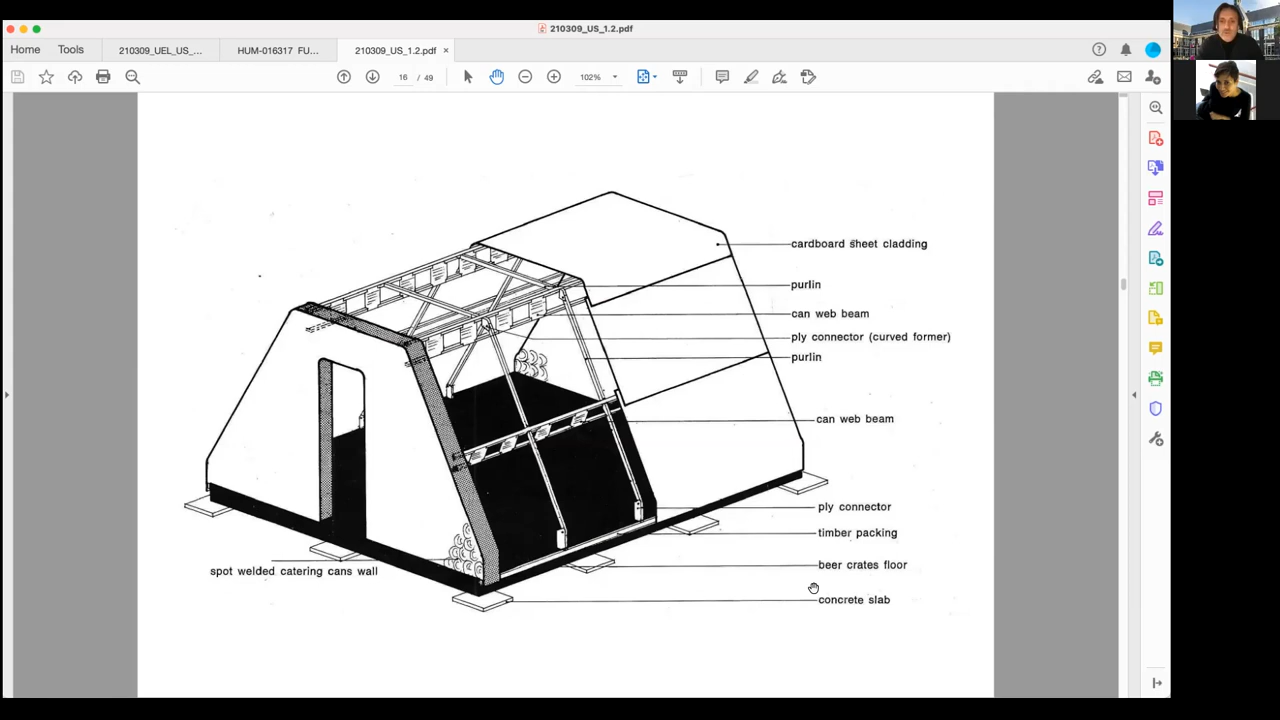 210309_US_1.2.pdf
Home Tools 210309_UEL_US_... HUM-016317 FU... 210309_US_1.2.pdf ×
16 / 49 102%
cardboard sheet cladding
purlin
can web beam
ply connector (curved former)
purlin
can web beam
ply connector
timber packing
beer crates floor
spot welded catering cans wall
concrete slab